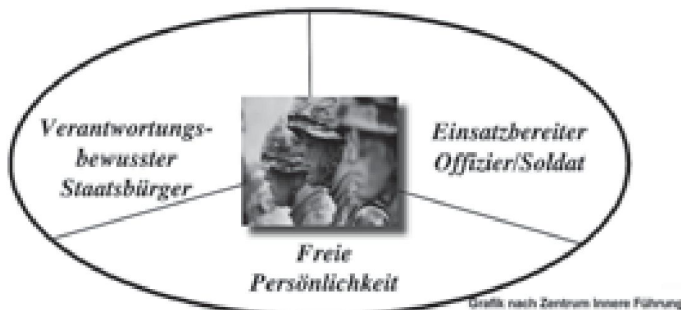 Verantwortungs-
bewusster
Staatsbürger
Einsatzbereiter
Offizier/Soldat
Freie
Persönlichkeit
Grafik nach Zentrum Innere Führung